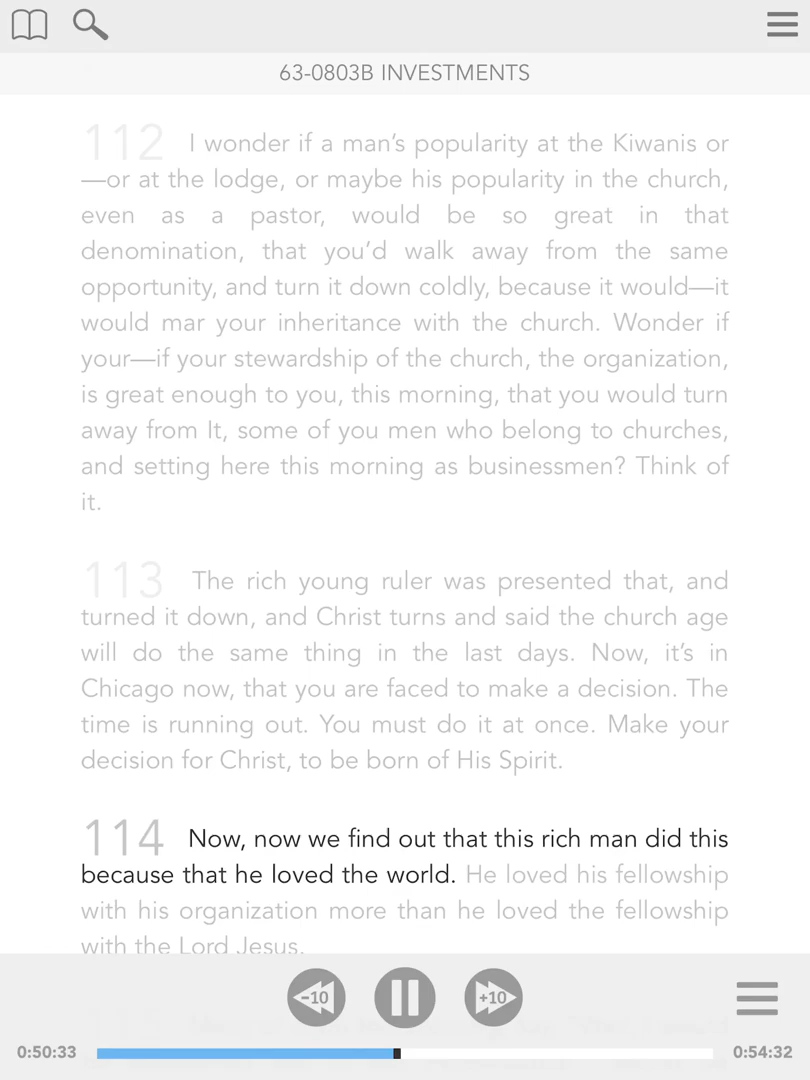 63-0803B INVESTMENTS
112 I wonder if a man’s popularity at the Kiwanis or
—or at the lodge, or maybe his popularity in the church,
even as a pastor, would be so great in that
denomination, that you’d walk away from the same
opportunity, and turn it down coldly, because it would—it
would mar your inheritance with the church. Wonder if
your—if your stewardship of the church, the organization,
is great enough to you, this morning, that you would turn
away from It, some of you men who belong to churches,
and setting here this morning as businessmen? Think of
it.
113 The rich young ruler was presented that, and
turned it down, and Christ turns and said the church age
will do the same thing in the last days. Now, it’s in
Chicago now, that you are faced to make a decision. The
time is running out. You must do it at once. Make your
decision for Christ, to be born of His Spirit.
114 Now, now we find out that this rich man did this
because that he loved the world. He loved his fellowship
with his organization more than he loved the fellowship
with the Lord Jesus.
-10 +10
0:50:33 0:54:32